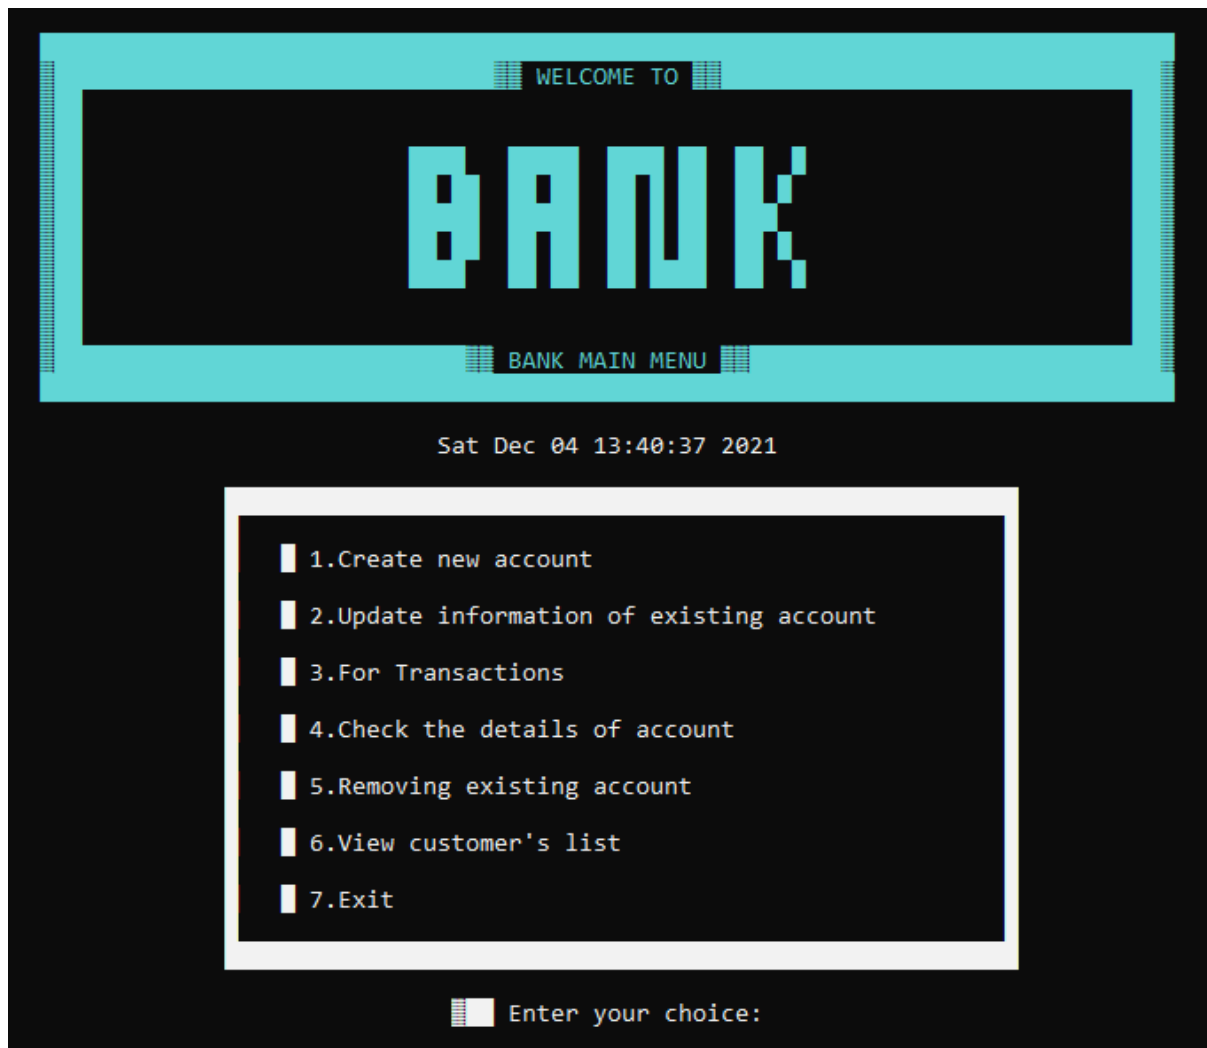 WELCOME TO
BANK
BANK MAIN MENU
Sat Dec 04 13:40:37 2021
1.Create new account
2.Update information of existing account
3.For Transactions
4.Check the details of account
5.Removing existing account
6.View customer's list
7.Exit
Enter your choice: